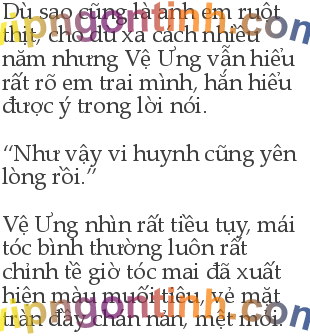 Dù sao cũng là anh em ruột
thịt, cho dù xa cách nhiều
năm nhưng Vệ Ưng vẫn hiểu
rất rõ em trai mình, hắn hiểu
được ý trong lời nói.
“Như vậy vi huynh cũng yên
lòng rồi.”
Vệ Ưng nhìn rất tiều tụy, mái
tóc bình thường luôn rất
chỉnh tề giờ tóc mai đã xuất
hiện màu muối tiêu, vẻ mặt
tràn đầy chán nản, mệt mỏi.